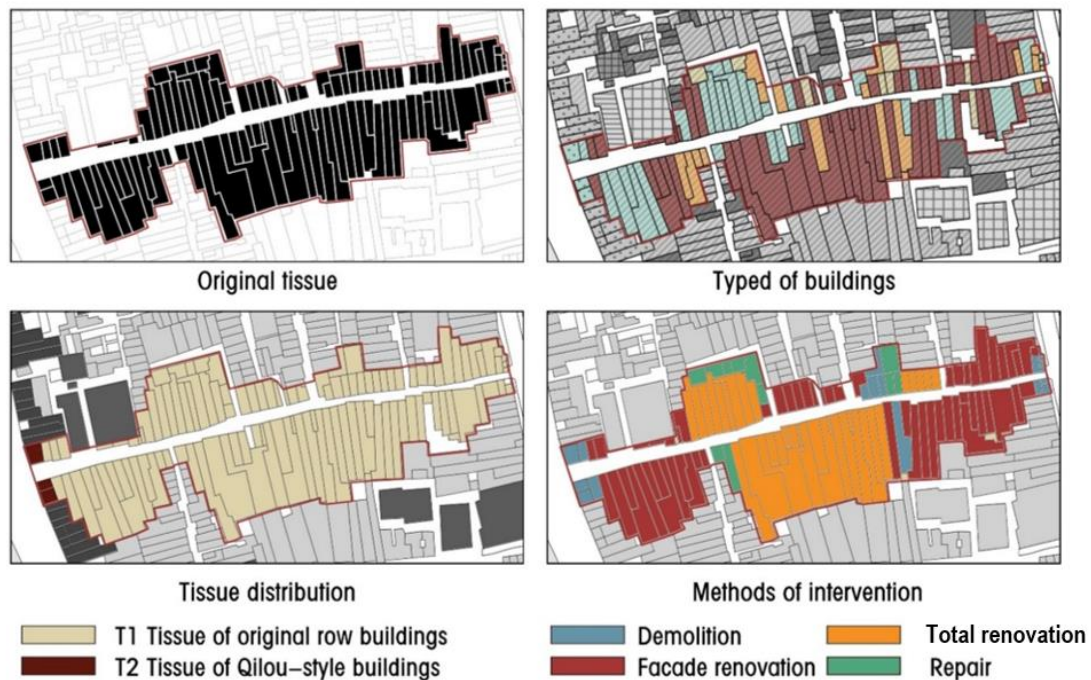 Original tissue
Typed of buildings
Tissue distribution
Methods of intervention
T1 Tissue of original row buildings
T2 Tissue of Qilou-style buildings
Demolition
Total renovation
Facade renovation
Repair